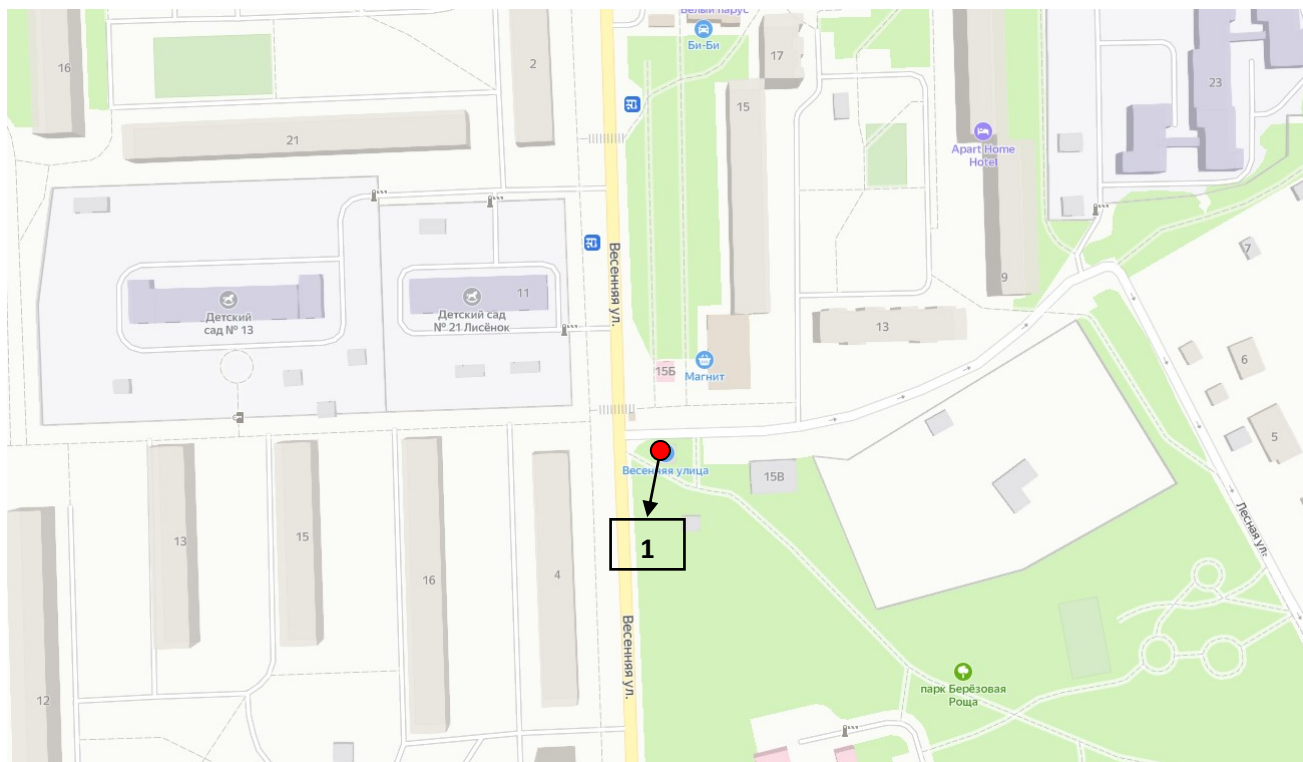 Белый парус
Би-Би
16
2
17
15
23
21
Apart Home
Hotel
Весенняя ул.
7
11
9
Детский
сад № 13
Детский сад
№ 21 Лисёнок
13
15Б
Магнит
6
5
Весенняя улица
15В
13
15
16
4
1
Лесная ул.
Весенняя ул.
парк Берёзовая
Роща
12